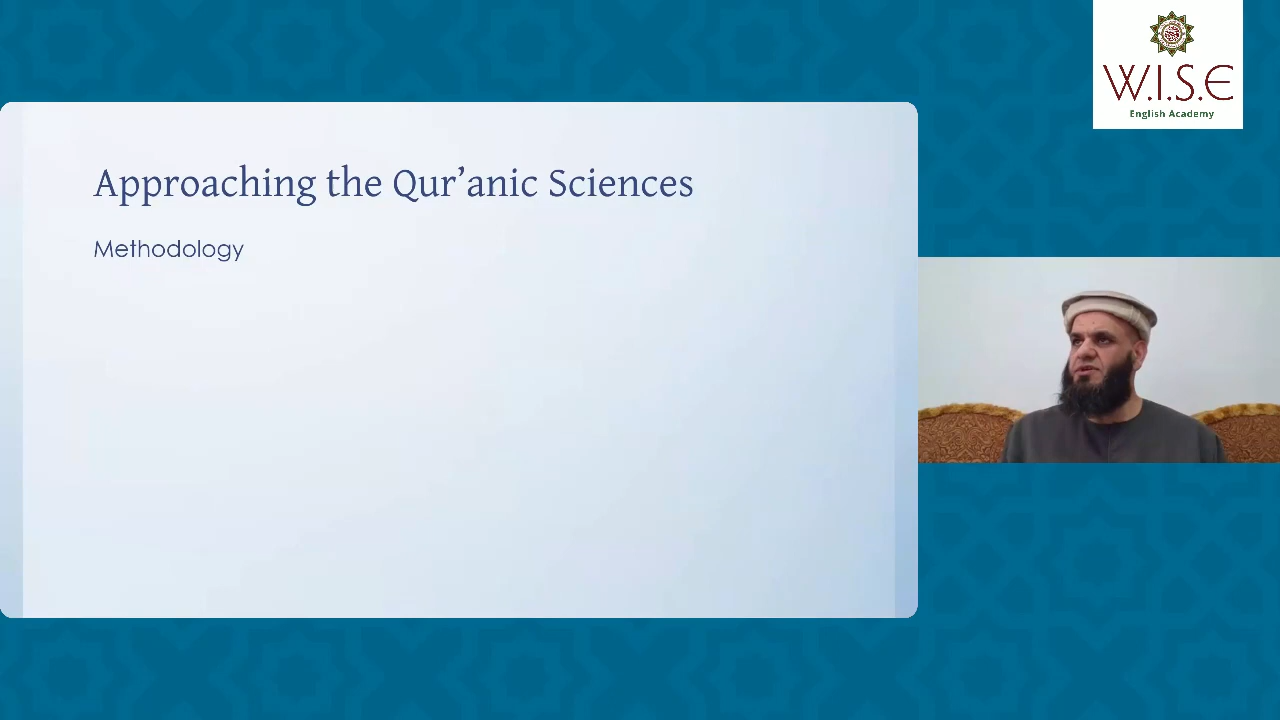 W.I.S.E
English Academy
Approaching the Qur’anic Sciences
Methodology